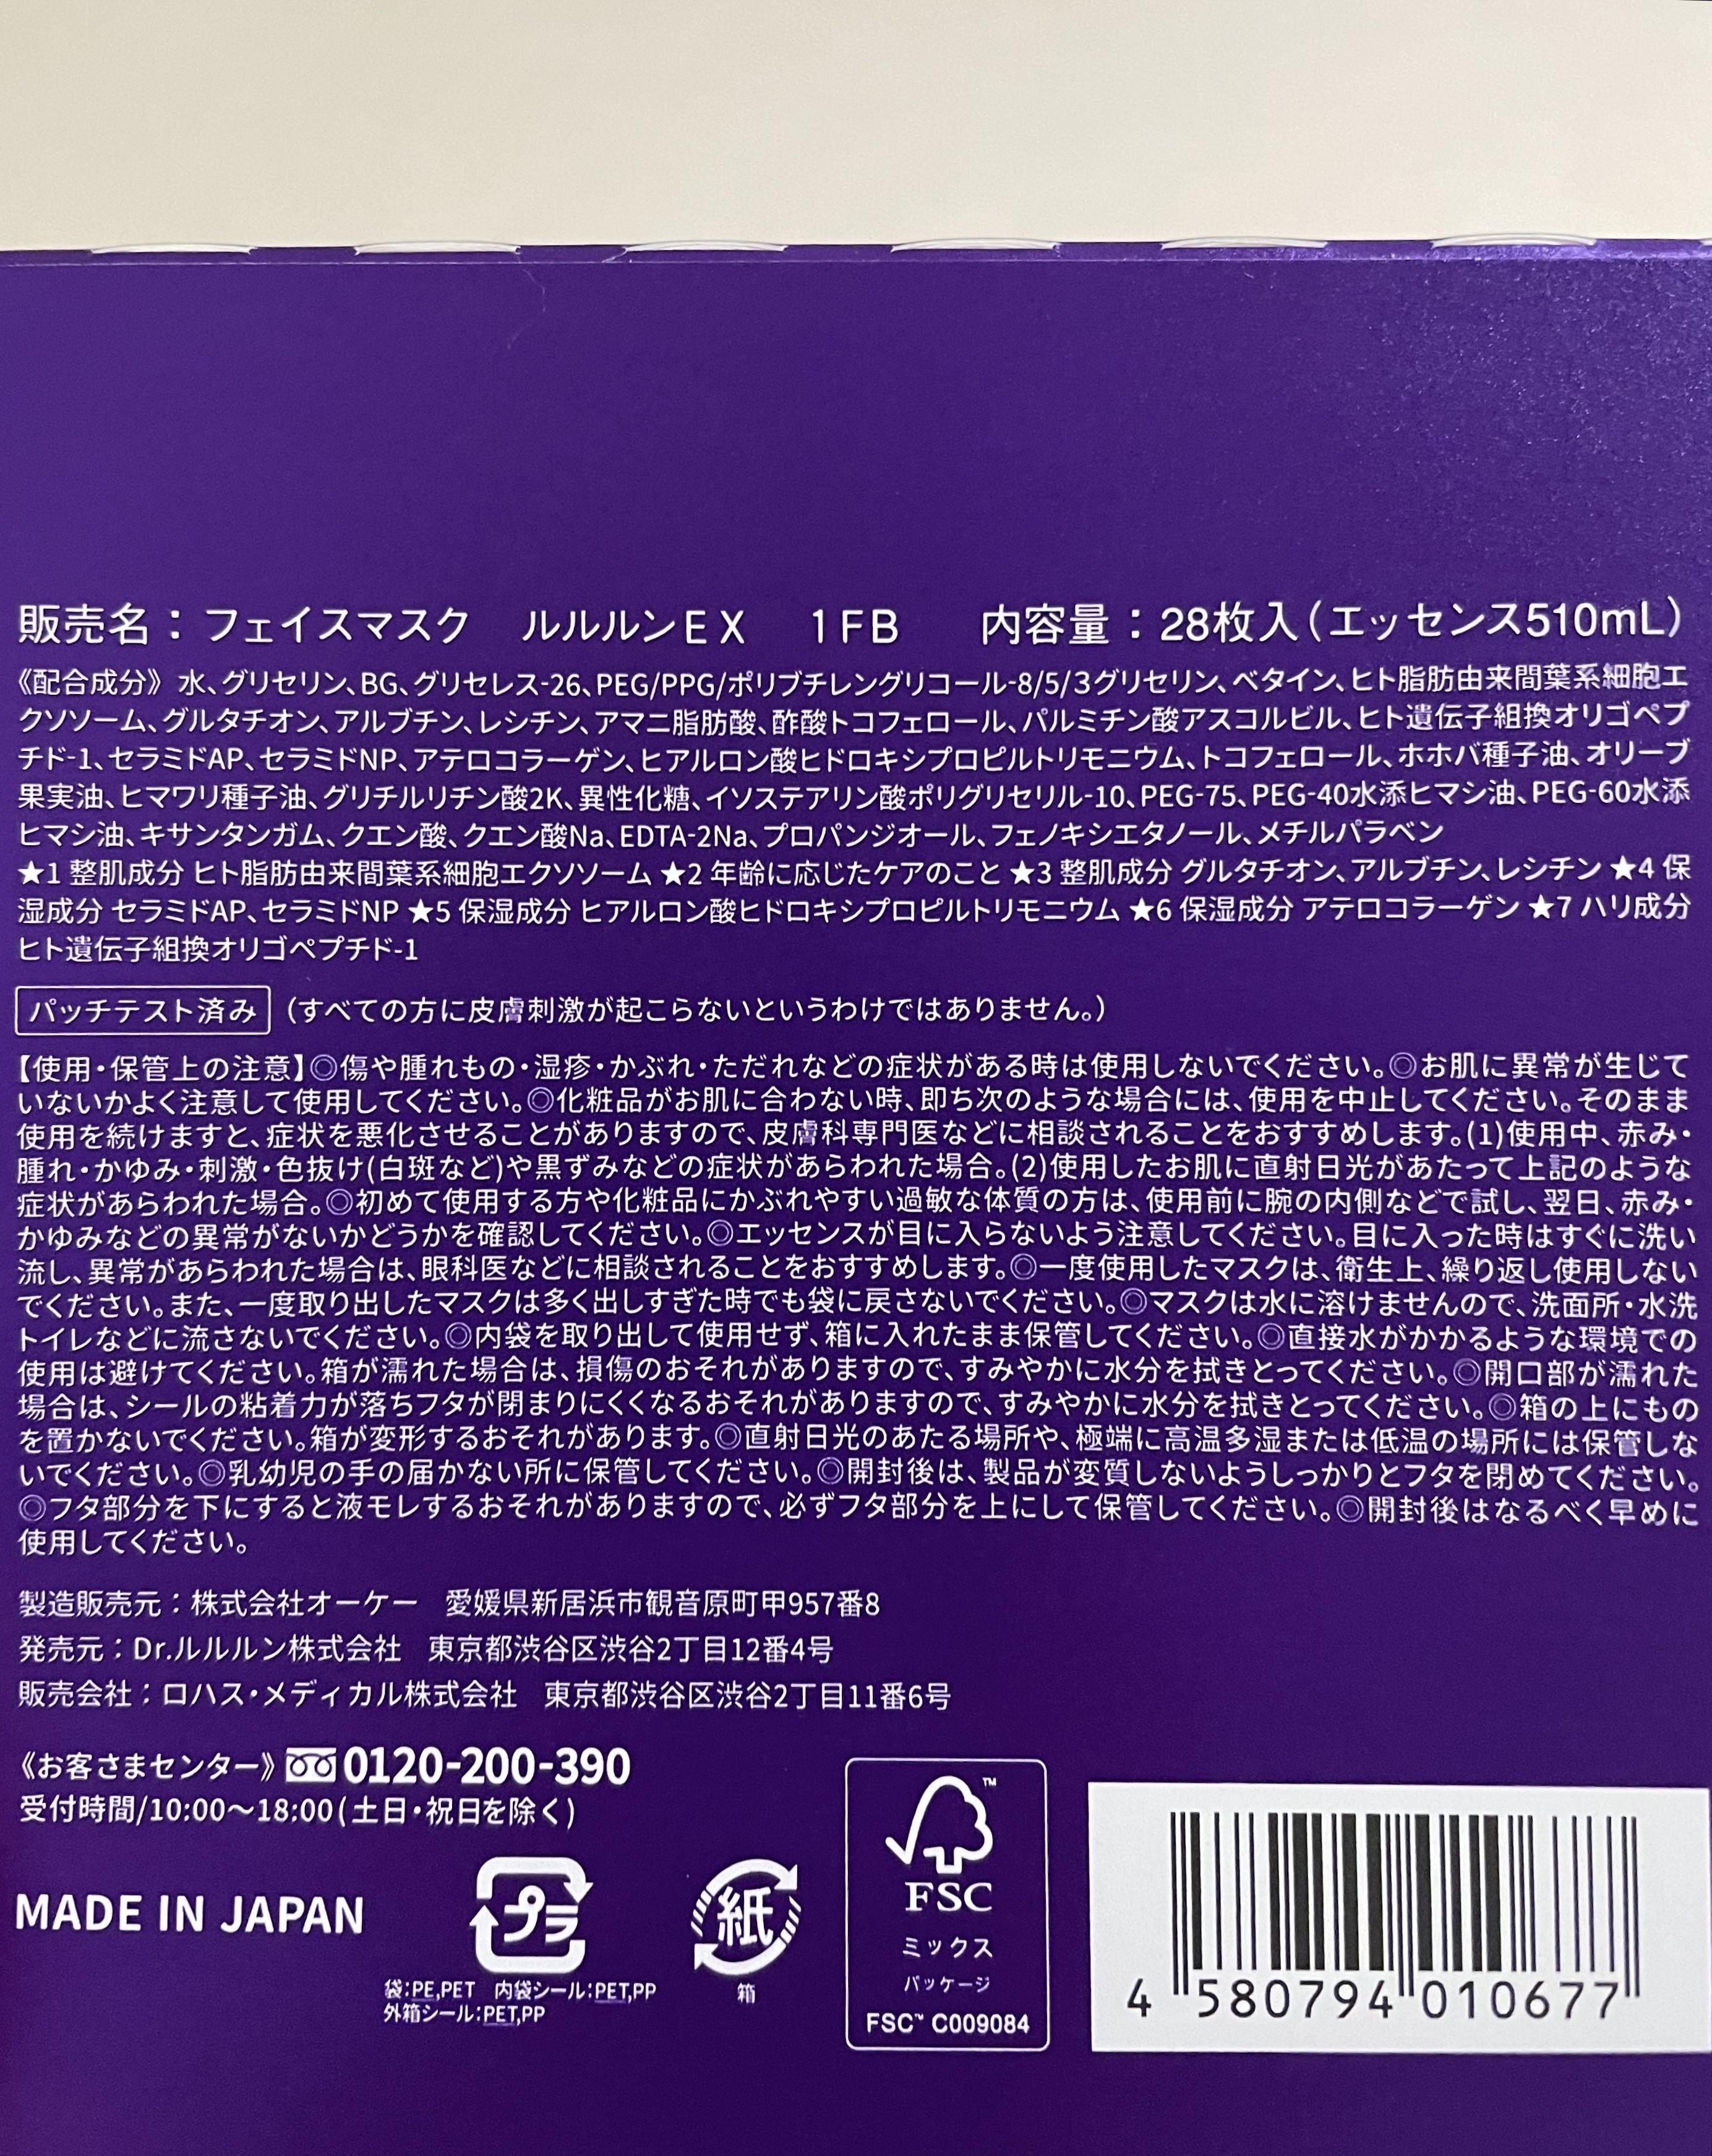 販売名：フェイスマスク　ルルルンＥＸ　１ＦＢ　内容量：28枚入（エッセンス510mL）
《配合成分》水、グリセリン、BG、グリセレス-26、PEG/PPG/ポリブチレングリコール-8/5/3グリセリン、ベタイン、ヒト脂肪由来間葉系細胞エ
クソソーム、グルタチオン、アルブチン、レシチン、アマニ脂肪酸、酢酸トコフェロール、パルミチン酸アスコルビル、ヒト遺伝子組換オリゴペプ
チド-1、セラミドAP、セラミドNP、アテロコラーゲン、ヒアルロン酸ヒドロキシプロピルトリモニウム、トコフェロール、ホホバ種子油、オリーブ
果実油、ヒマワリ種子油、グリチルリチン酸2K、異性化糖、イソステアリン酸ポリグリセリル-10、PEG-75、PEG-40水添ヒマシ油、PEG-60水添
ヒマシ油、キサンタンガム、クエン酸、クエン酸Na、EDTA-2Na、プロパンジオール、フェノキシエタノール、メチルパラベン
★1 整肌成分 ヒト脂肪由来間葉系細胞エクソソーム ★2 年齢に応じたケアのこと ★3 整肌成分 グルタチオン、アルブチン、レシチン ★4 保
湿成分 セラミドAP、セラミドNP ★5 保湿成分 ヒアルロン酸ヒドロキシプロピルトリモニウム ★6 保湿成分 アテロコラーゲン ★7 ハリ成分
ヒト遺伝子組換オリゴペプチド-1
パッチテスト済み（すべての方に皮膚刺激が起こらないというわけではありません。）
【使用・保管上の注意】◎傷や腫れもの・湿疹・かぶれ・ただれなどの症状がある時は使用しないでください。◎お肌に異常が生じて
いないかよく注意して使用してください。◎化粧品がお肌に合わない時、即ち次のような場合には、使用を中止してください。そのまま
使用を続けますと、症状を悪化させることがありますので、皮膚科専門医などに相談されることをおすすめします。(1)使用中、赤み・
腫れ・かゆみ・刺激・色抜け(白斑など)や黒ずみなどの症状があらわれた場合。(2)使用したお肌に直射日光があたって上記のような
症状があらわれた場合。◎初めて使用する方や化粧品にかぶれやすい過敏な体質の方は、使用前に腕の内側などで試し、翌日、赤み・
かゆみなどの異常がないかどうかを確認してください。◎エッセンスが目に入らないよう注意してください。目に入った時はすぐに洗い
流し、異常があらわれた場合は、眼科医などに相談されることをおすすめします。◎一度使用したマスクは、衛生上、繰り返し使用しない
でください。また、一度取り出したマスクは多く出しすぎた時でも袋に戻さないでください。◎マスクは水に溶けませんので、洗面所・水洗
トイレなどに流さないでください。◎内袋を取り出して使用せず、箱に入れたまま保管してください。◎直接水がかかるような環境での
使用は避けてください。箱が濡れた場合は、損傷のおそれがありますので、すみやかに水分を拭きとってください。◎開口部が濡れた
場合は、シールの粘着力が落ちフタが閉まりにくくなるおそれがありますので、すみやかに水分を拭きとってください。◎箱の上にもの
を置かないでください。箱が変形するおそれがあります。◎直射日光のあたる場所や、極端に高温多湿または低温の場所には保管しな
いでください。◎乳幼児の手の届かない所に保管してください。◎開封後は、製品が変質しないようしっかりとフタを閉めてください。
◎フタ部分を下にすると液モレするおそれがありますので、必ずフタ部分を上にして保管してください。◎開封後はなるべく早めに
使用してください。
製造販売元：株式会社オーケー　愛媛県新居浜市観音原町甲957番8
発売元：Dr.ルルルン株式会社　東京都渋谷区渋谷2丁目12番4号
販売会社：ロハス・メディカル株式会社　東京都渋谷区渋谷2丁目11番6号
《お客さまセンター》0120-200-390
受付時間/10:00～18:00(土日・祝日を除く)
MADE IN JAPAN
プラ
袋:PE,PET　内袋シール:PET,PP
外箱シール:PET,PP
紙
箱
™
FSC
ミックス
パッケージ
FSC™ C009084
4 580794 010677